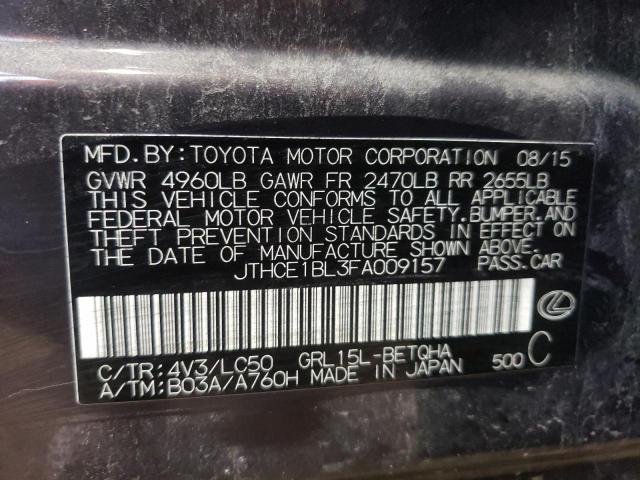 MFD.BY:TOYOTA MOTOR CORPORATION 08/15
GVWR 4960LB GAWR FR 2470LB RR 2655LB
THIS VEHICLE CONFORMS TO ALL APPLICABLE
FEDERAL MOTOR VEHICLE SAFETY,BUMPER,AND
THEFT PREVENTION STANDARDS IN EFFECT ON
THE DATE OF MANUFACTURE SHOWN ABOVE.
JTHCE1BL3FA009157 PASS.CAR
C/TR:4V3/LC50 GRL15L-BETQHA 500 C
A/TM:B03A/A760H MADE IN JAPAN